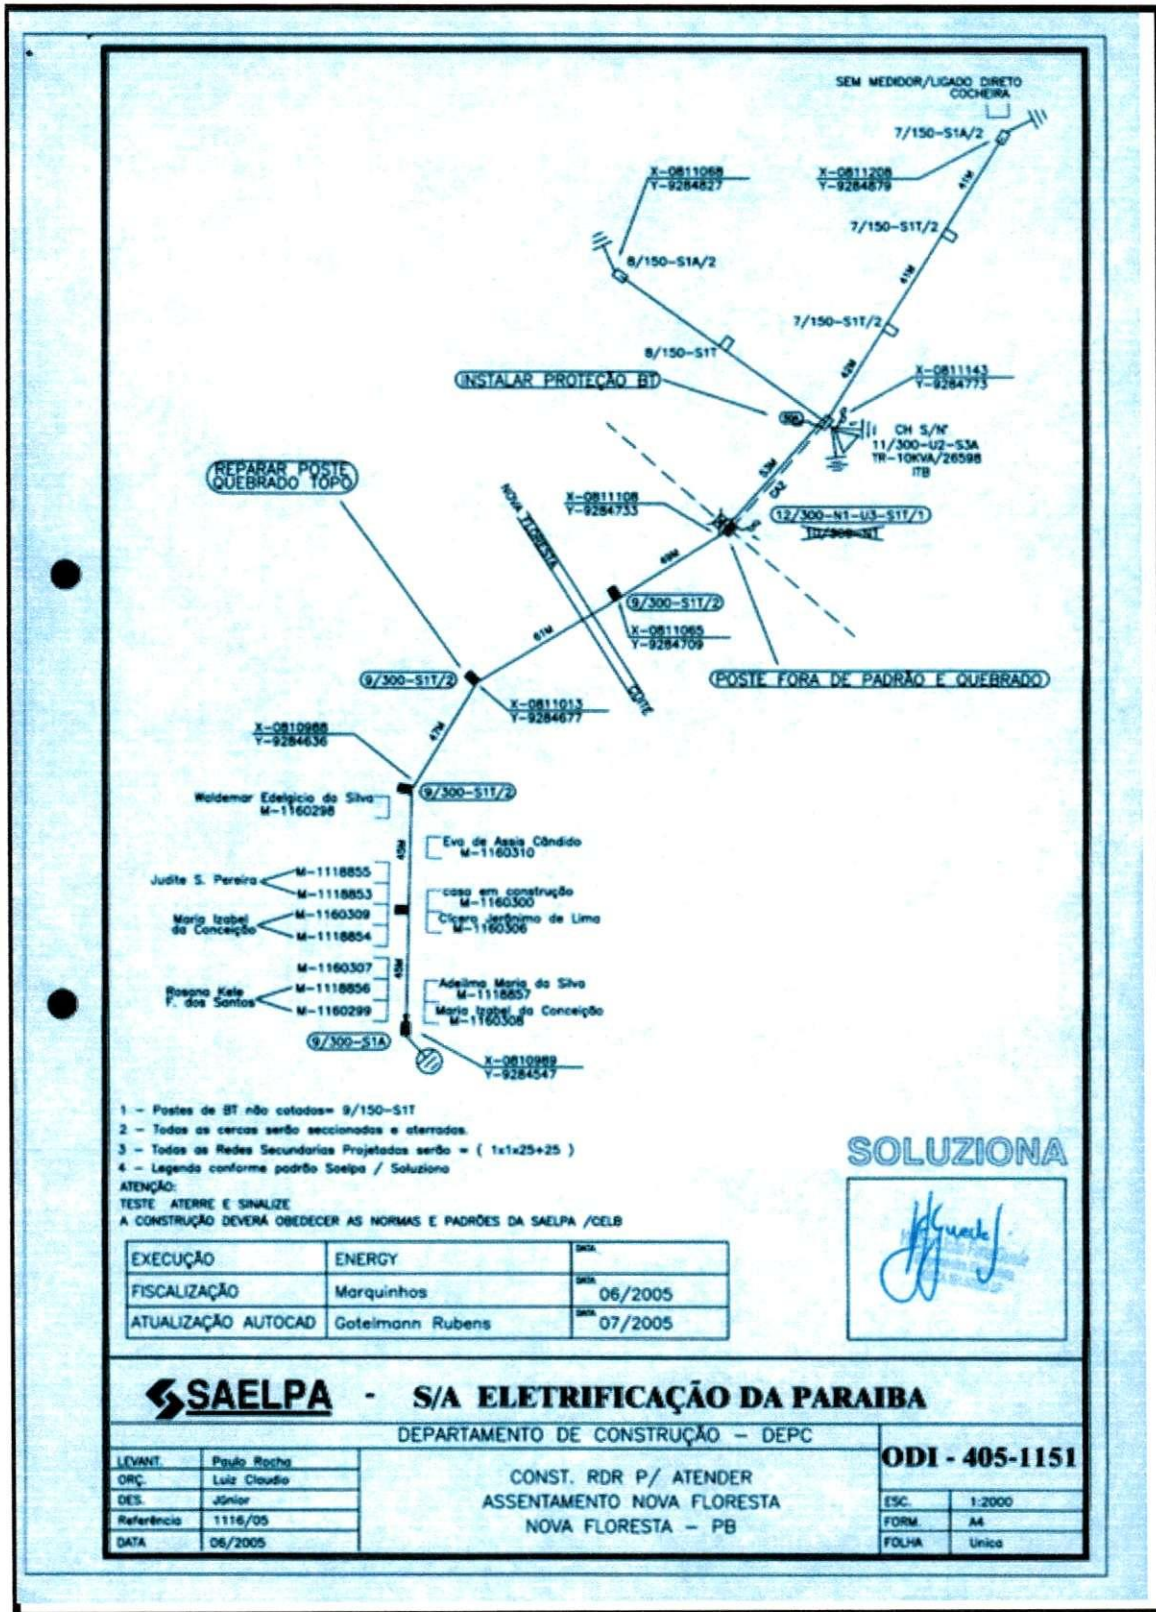 SEM MEDIDOR/LIGADO DIRETO
COCHEIRA
7/150-S1A/2
X-0811068
Y-9284827
X-0811208
Y-9284879
41M
7/150-S1T/2
8/150-S1A/2
41M
7/150-S1T/2
8/150-S1T
42M
INSTALAR PROTEÇÃO BT
X-0811143
Y-9284773
CH S/N°
11/300-U2-S3A
TR-10KVA/26598
ITB
53M
CAZ
REPARAR POSTE
QUEBRADO TOPO
NOVA FLORESTA
X-0811108
Y-9284733
12/300-N1-U3-S1T/1
10/300-N1
49M
9/300-S1T/2
X-0811065
Y-9284709
61M
CUITÉ
POSTE FORA DE PADRÃO E QUEBRADO
9/300-S1T/2
X-0811013
Y-9284677
X-0810988
Y-9284636
47M
9/300-S1T/2
Waldemar Edelgicio da Silva
M-1160298
45M
Eva de Assis Cândido
M-1160310
Judite S. Pereira
M-1118855
M-1118853
casa em construção
M-1160300
Maria Izabel
da Conceição
M-1160309
M-1118854
Cícero Jerônimo de Lima
M-1160306
45M
M-1160307
Rosana Kele
F. dos Santos
M-1118856
M-1160299
Adeilma Maria da Silva
M-1118857
Maria Izabel da Conceição
M-1160308
9/300-S1A
X-0810989
Y-9284547
1 - Postes de BT não cotados= 9/150-S1T
2 - Todas as cercas serão seccionadas e aterradas.
3 - Todas as Redes Secundarias Projetadas serão = ( 1x1x25+25 )
4 - Legenda conforme padrão Saelpa / Soluziona
ATENÇÃO:
TESTE ATERRE E SINALIZE
A CONSTRUÇÃO DEVERÁ OBEDECER AS NORMAS E PADRÕES DA SAELPA /CELB
SOLUZIONA
EXECUÇÃO ENERGY DATA
FISCALIZAÇÃO Marquinhos DATA 06/2005
ATUALIZAÇÃO AUTOCAD Gotelmann Rubens DATA 07/2005
SAELPA - S/A ELETRIFICAÇÃO DA PARAIBA
DEPARTAMENTO DE CONSTRUÇÃO - DEPC
ODI - 405-1151
LEVANT. Paulo Rocha
ORÇ. Luiz Claudio
DES. Júnior
Referência 1116/05
DATA 06/2005
CONST. RDR P/ ATENDER
ASSENTAMENTO NOVA FLORESTA
NOVA FLORESTA - PB
ESC. 1:2000
FORM. A4
FOLHA Unica